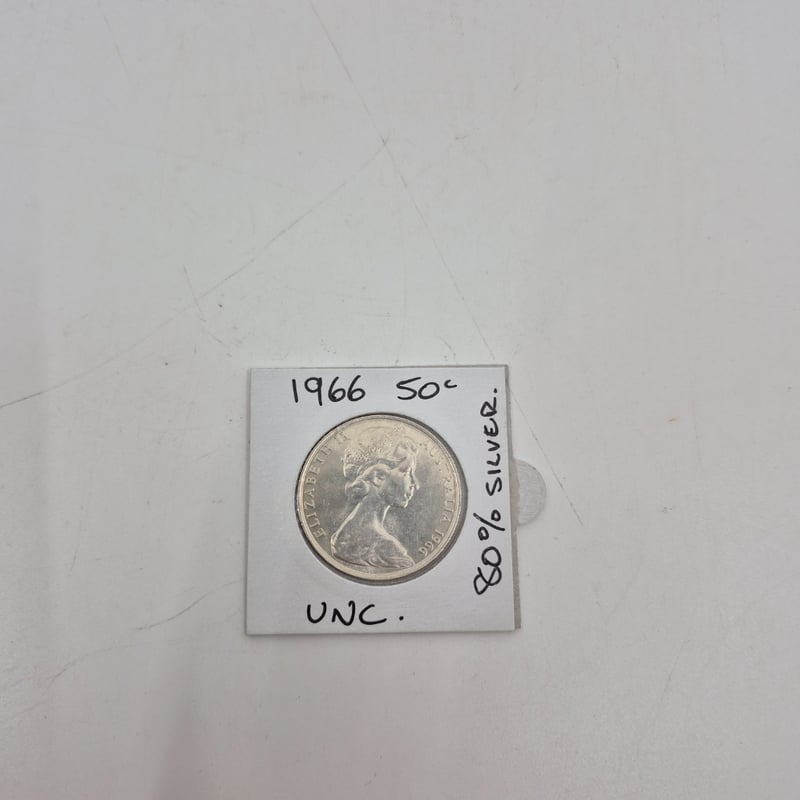 1966 50c
80% SILVER.
ELIZABETH II
AUSTRALIA 1966
UNC.